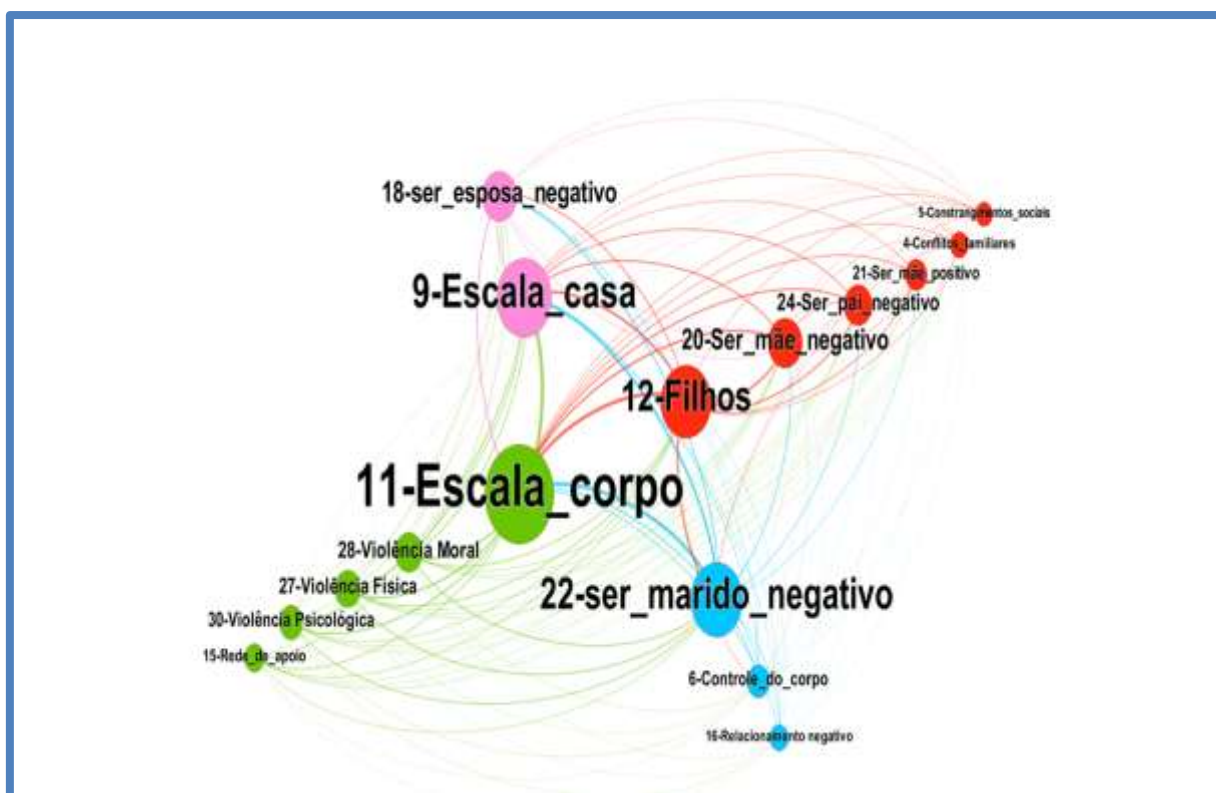 18-ser_esposa_negativo
5-Constrangimentos_sociais
4-Conflitos_familiares
21-Ser_mãe_positivo
9-Escala_casa
24-Ser_pai_negativo
20-Ser_mãe_negativo
12-Filhos
11-Escala_corpo
28-Violência Moral
27-Violência Física
22-ser_marido_negativo
30-Violência Psicológica
15-Rede_de_apoio
6-Controle_do_corpo
16-Relacionamento negativo